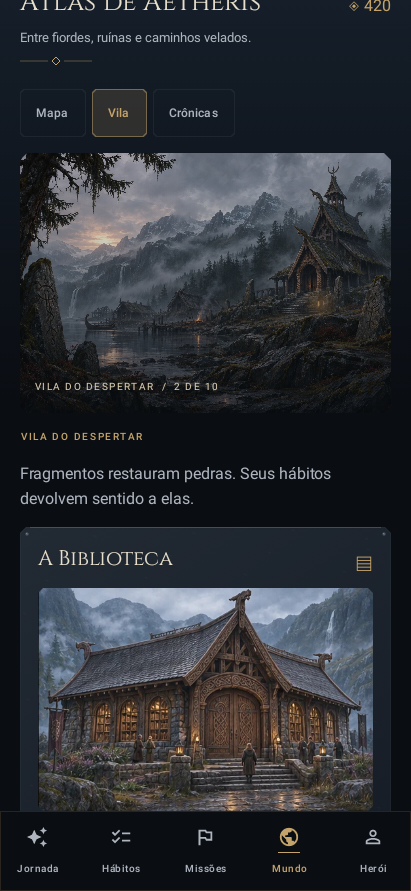 ATLAS DE AETHERIS
420
Entre fiordes, ruínas e caminhos velados.
Mapa
Vila
Crônicas
VILA DO DESPERTAR / 2 DE 10
VILA DO DESPERTAR
Fragmentos restauram pedras. Seus hábitos
devolvem sentido a elas.
A BIBLIOTECA
Jornada
Hábitos
Missões
Mundo
Herói